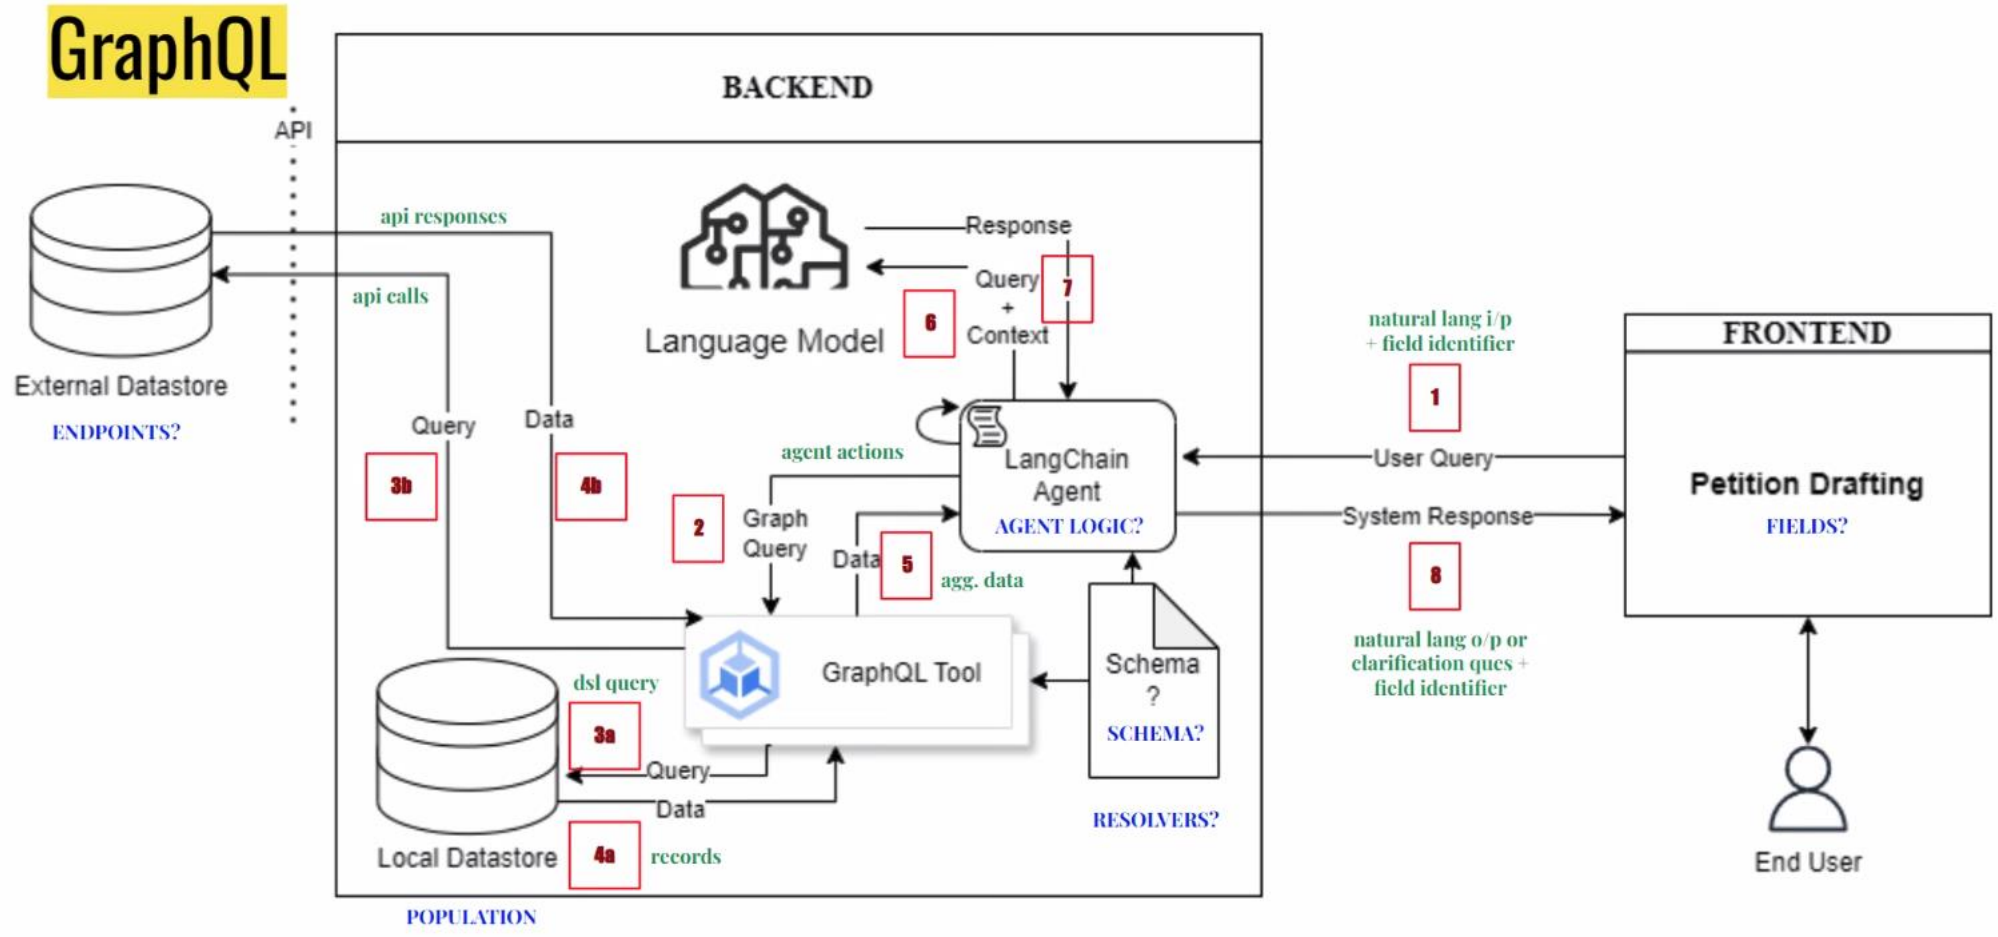 GraphQL
API
BACKEND
api responses
api calls
External Datastore
ENDPOINTS?
Query
Data
3b
4b
Language Model
Response
Query
+
Context
6
7
agent actions
LangChain
Agent
AGENT LOGIC?
2
Graph
Query
Data
5
agg. data
GraphQL Tool
Schema
?
SCHEMA?
RESOLVERS?
dsl query
3a
Query
Data
4a
records
Local Datastore
POPULATION
natural lang i/p
+ field identifier
1
User Query
System Response
8
natural lang o/p or
clarification ques +
field identifier
FRONTEND
Petition Drafting
FIELDS?
End User